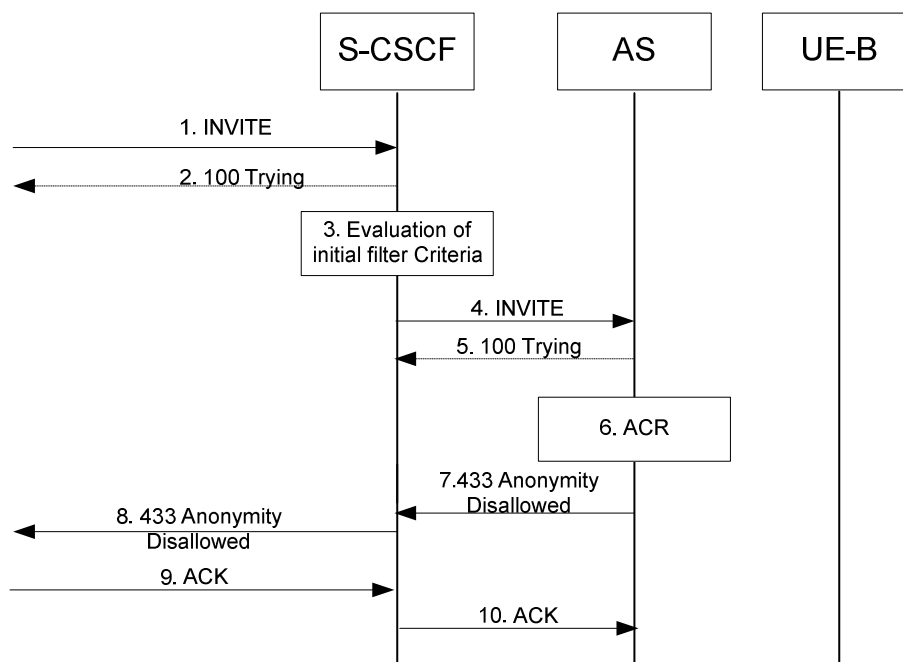 S-CSCF
AS
UE-B
1. INVITE
2. 100 Trying
3. Evaluation of
initial filter Criteria
4. INVITE
5. 100 Trying
6. ACR
7.433 Anonymity
Disallowed
8. 433 Anonymity
Disallowed
9. ACK
10. ACK